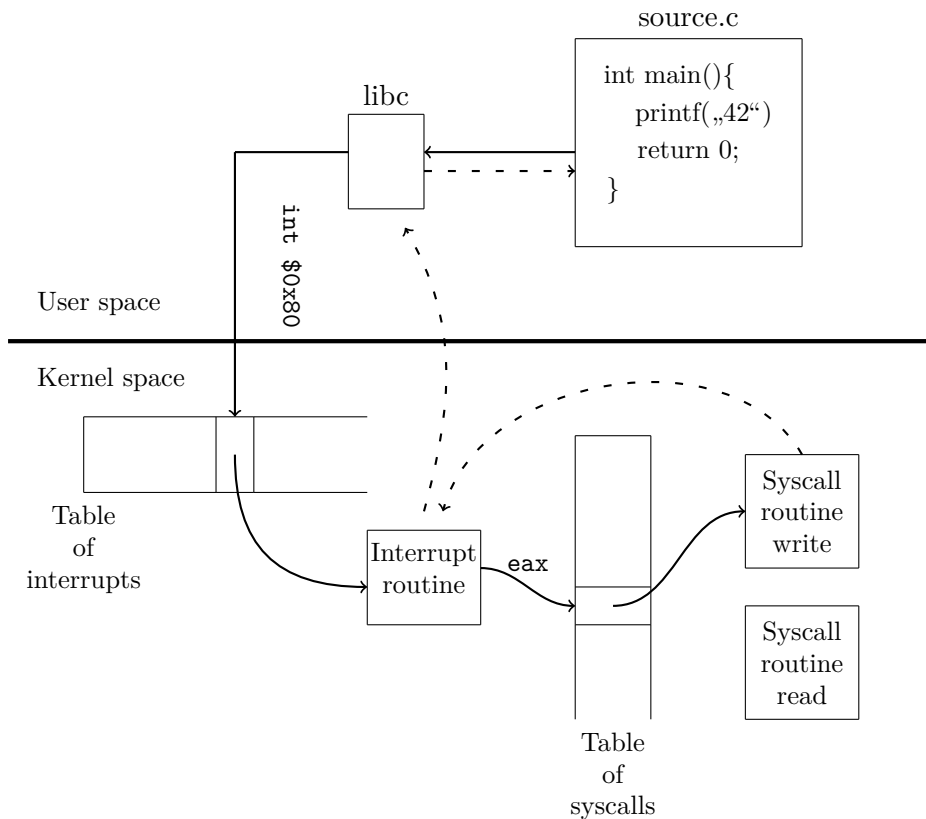 source.c
int main(){
printf(„42“)
return 0;
}
libc
int $0x80
User space
Kernel space
Table
of
interrupts
Interrupt
routine
eax
Table
of
syscalls
Syscall
routine
write
Syscall
routine
read